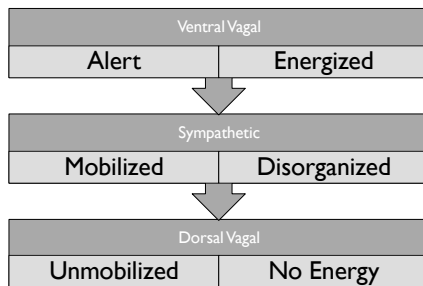 Ventral Vagal
Alert Energized
Sympathetic
Mobilized Disorganized
Dorsal Vagal
Unmobilized No Energy